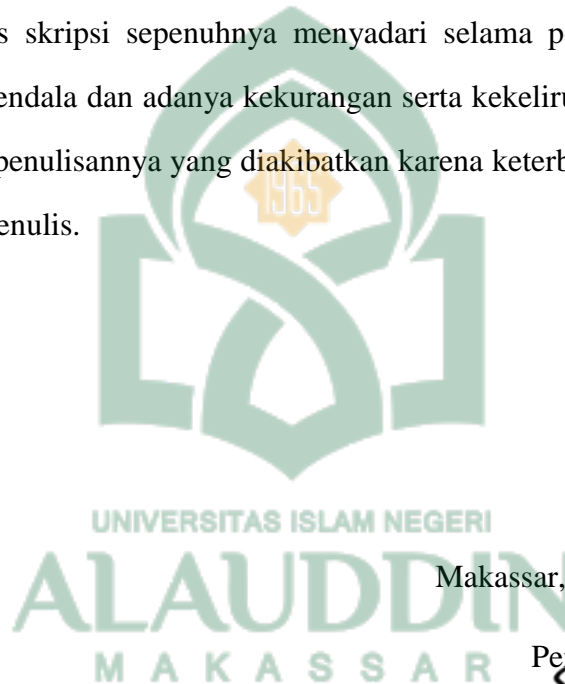 s skripsi sepenuhnya menyadari selama p
endala dan adanya kekurangan serta kekeliru
penulisannya yang diakibatkan karena keterb
enulis.
1965
UNIVERSITAS ISLAM NEGERI
ALAUDDIN
Makassar,
MAKASSAR
Pe